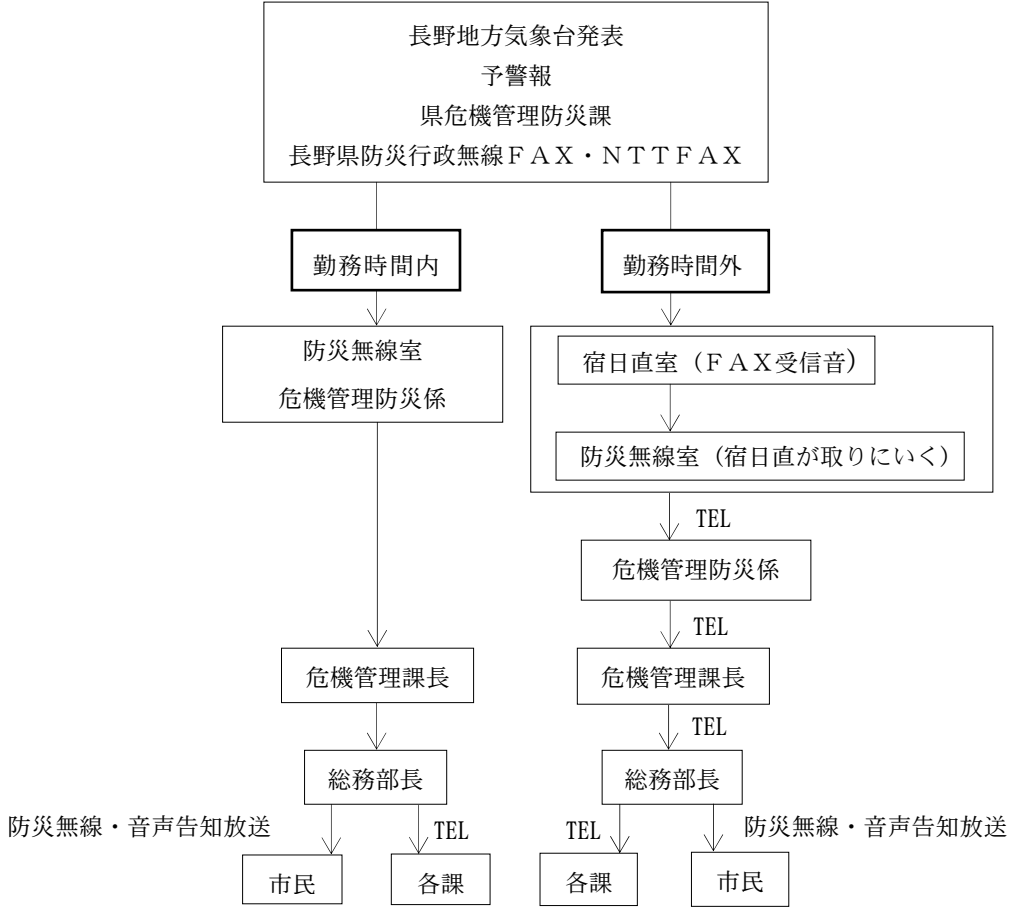 長野地方気象台発表
予警報
県危機管理防災課
長野県防災行政無線ＦＡＸ・ＮＴＴＦＡＸ
勤務時間内
勤務時間外
防災無線室
危機管理防災係
宿日直室（ＦＡＸ受信音）
防災無線室（宿日直が取りにいく）
TEL
危機管理防災係
TEL
危機管理課長
危機管理課長
TEL
総務部長
総務部長
防災無線・音声告知放送
TEL
TEL
防災無線・音声告知放送
市民
各課
各課
市民